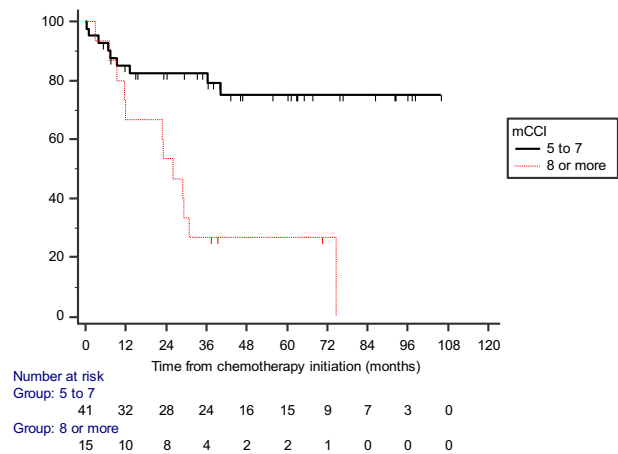 100
80
60
40
20
0
0 12 24 36 48 60 72 84 96 108 120
Time from chemotherapy initiation (months)
mCCI
5 to 7
8 or more
Number at risk
Group: 5 to 7
41 32 28 24 16 15 9 7 3 0
Group: 8 or more
15 10 8 4 2 2 1 0 0 0